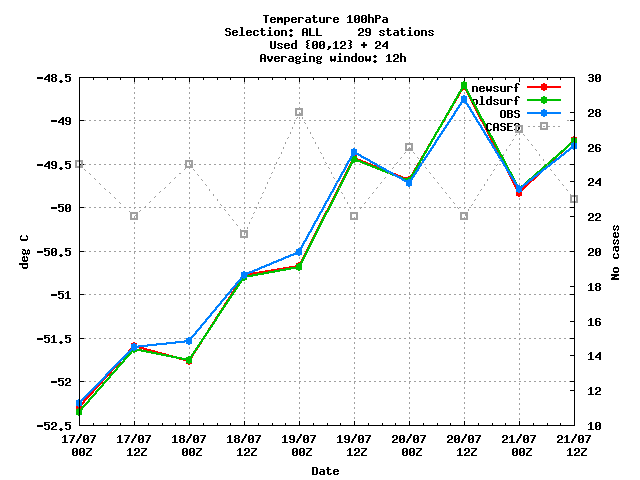 Temperature 100hPa
Selection: ALL 29 stations
Used {00,12} + 24
Averaging window: 12h
newsurf
oldsurf
OBS
CASES
deg C
-48.5
-49
-49.5
-50
-50.5
-51
-51.5
-52
-52.5
No cases
30
28
26
24
22
20
18
16
14
12
10
17/07 17/07 18/07 18/07 19/07 19/07 20/07 20/07 21/07 21/07
00Z 12Z 00Z 12Z 00Z 12Z 00Z 12Z 00Z 12Z
Date